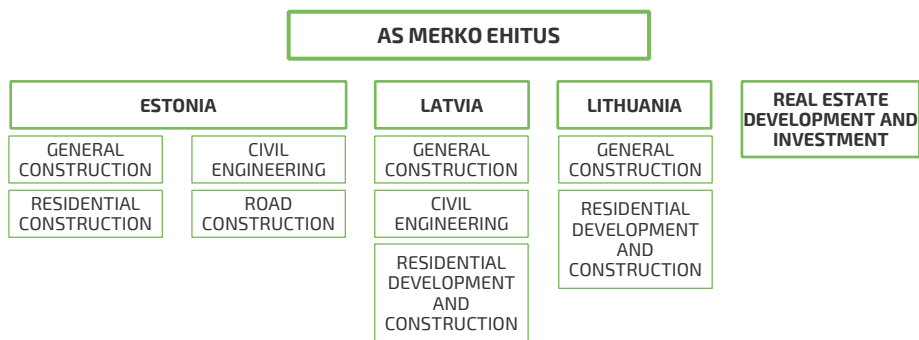 AS MERKO EHITUS
ESTONIA
GENERAL
CONSTRUCTION
CIVIL
ENGINEERING
RESIDENTIAL
CONSTRUCTION
ROAD
CONSTRUCTION
LATVIA
GENERAL
CONSTRUCTION
CIVIL
ENGINEERING
RESIDENTIAL
DEVELOPMENT
AND
CONSTRUCTION
LITHUANIA
GENERAL
CONSTRUCTION
RESIDENTIAL
DEVELOPMENT
AND
CONSTRUCTION
REAL ESTATE
DEVELOPMENT AND
INVESTMENT